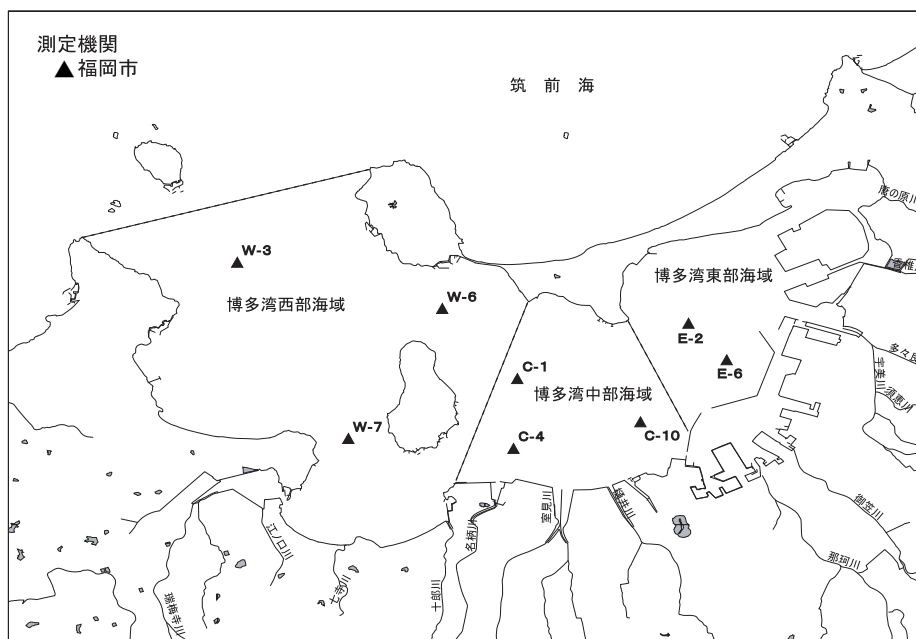 測定機関
▲福岡市
筑前海
唐の原川
W-3
博多湾西部海域
W-6
博多湾東部海域
E-2
E-6
多々良
宇美川
須恵川
C-1
博多湾中部海域
C-10
C-4
W-7
江ノ口川
瑞梅寺川
七寺川
十郎川
名柄川
室見川
樋井川
御笠川
那珂川